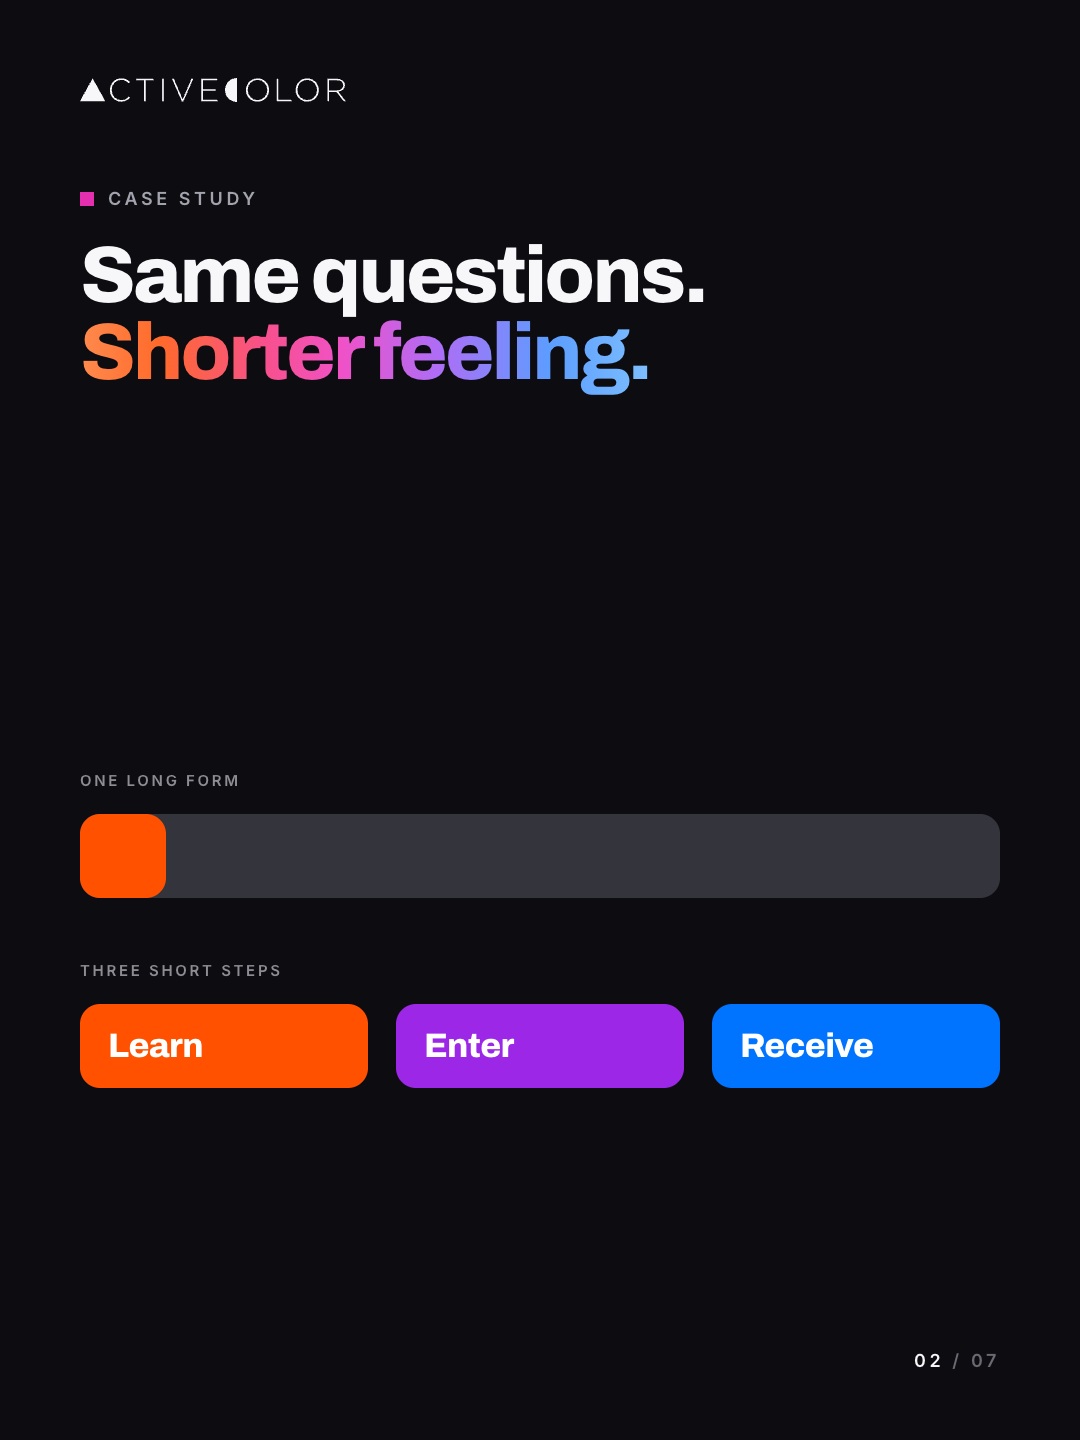 ACTIVECOLOR
CASE STUDY
Same questions.
Shorter feeling.
ONE LONG FORM
THREE SHORT STEPS
Learn
Enter
Receive
02 / 07